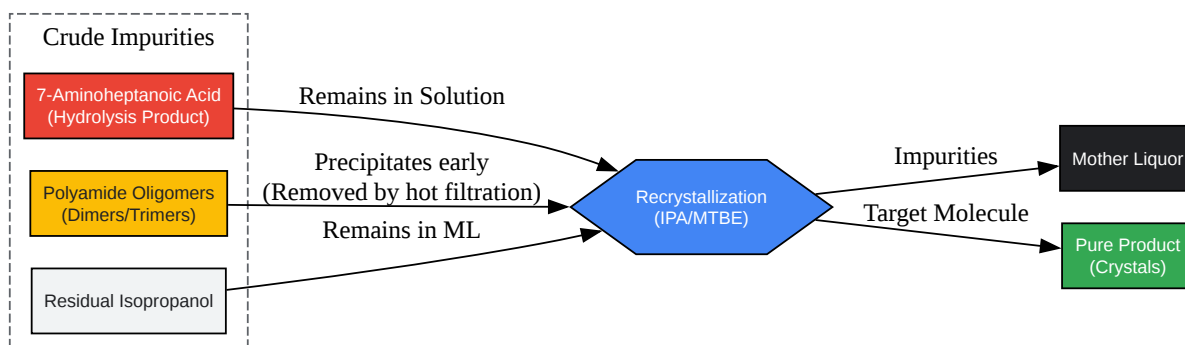 Crude Impurities
7-Aminoheptanoic Acid
(Hydrolysis Product)
Remains in Solution
Polyamide Oligomers
(Dimers/Trimers)
Precipitates early
(Removed by hot filtration)
Residual Isopropanol
Remains in ML
Recrystallization
(IPA/MTBE)
Impurities
Mother Liquor
Target Molecule
Pure Product
(Crystals)